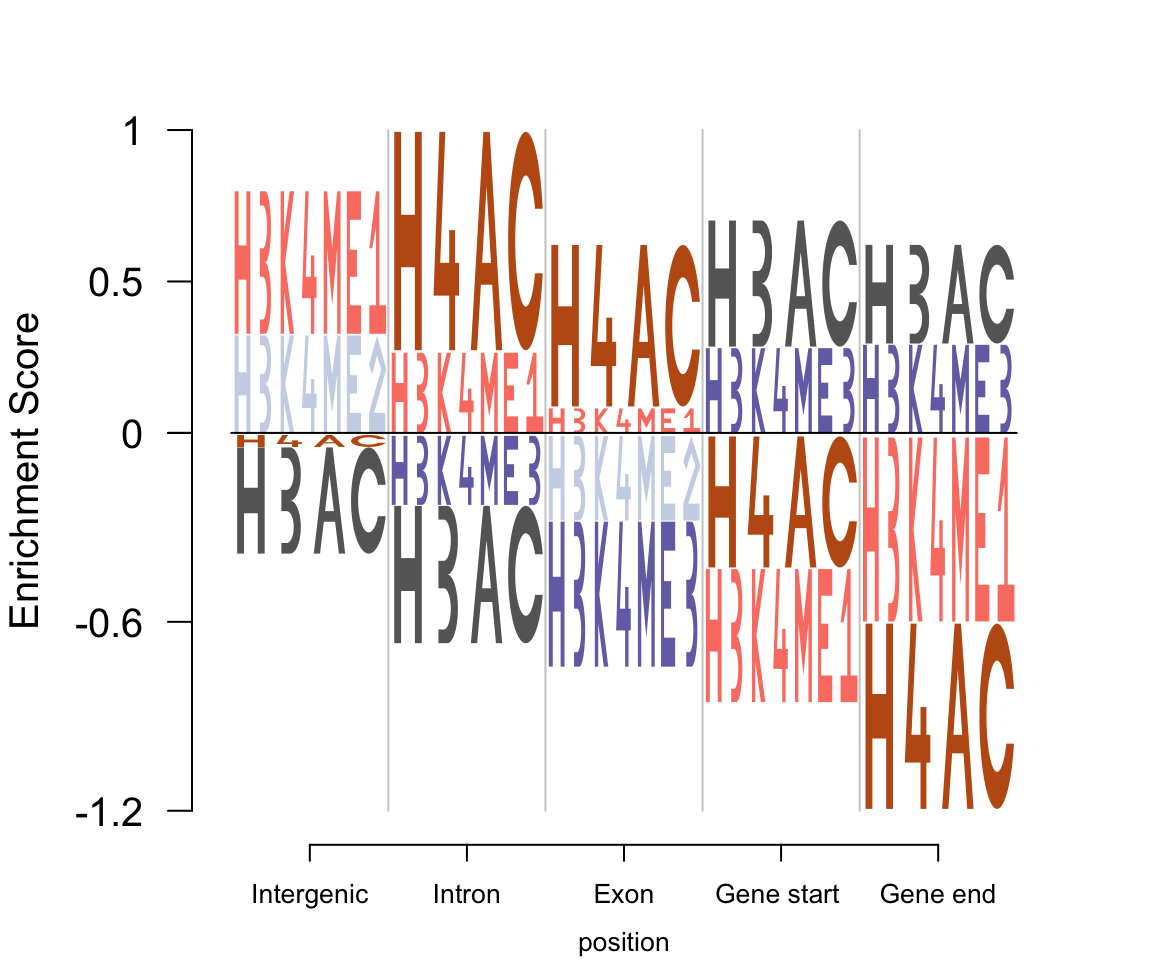 Enrichment Score
1
0.5
0
-0.6
-1.2
H3K4ME1
H3K4ME2
H4AC
H3AC
H4AC
H3K4ME1
H3K4ME3
H3AC
H4AC
H3K4ME1
H3K4ME2
H3K4ME3
H3AC
H3K4ME3
H4AC
H3K4ME1
H3AC
H3K4ME3
H3K4ME1
H4AC
Intergenic Intron Exon Gene start Gene end
position